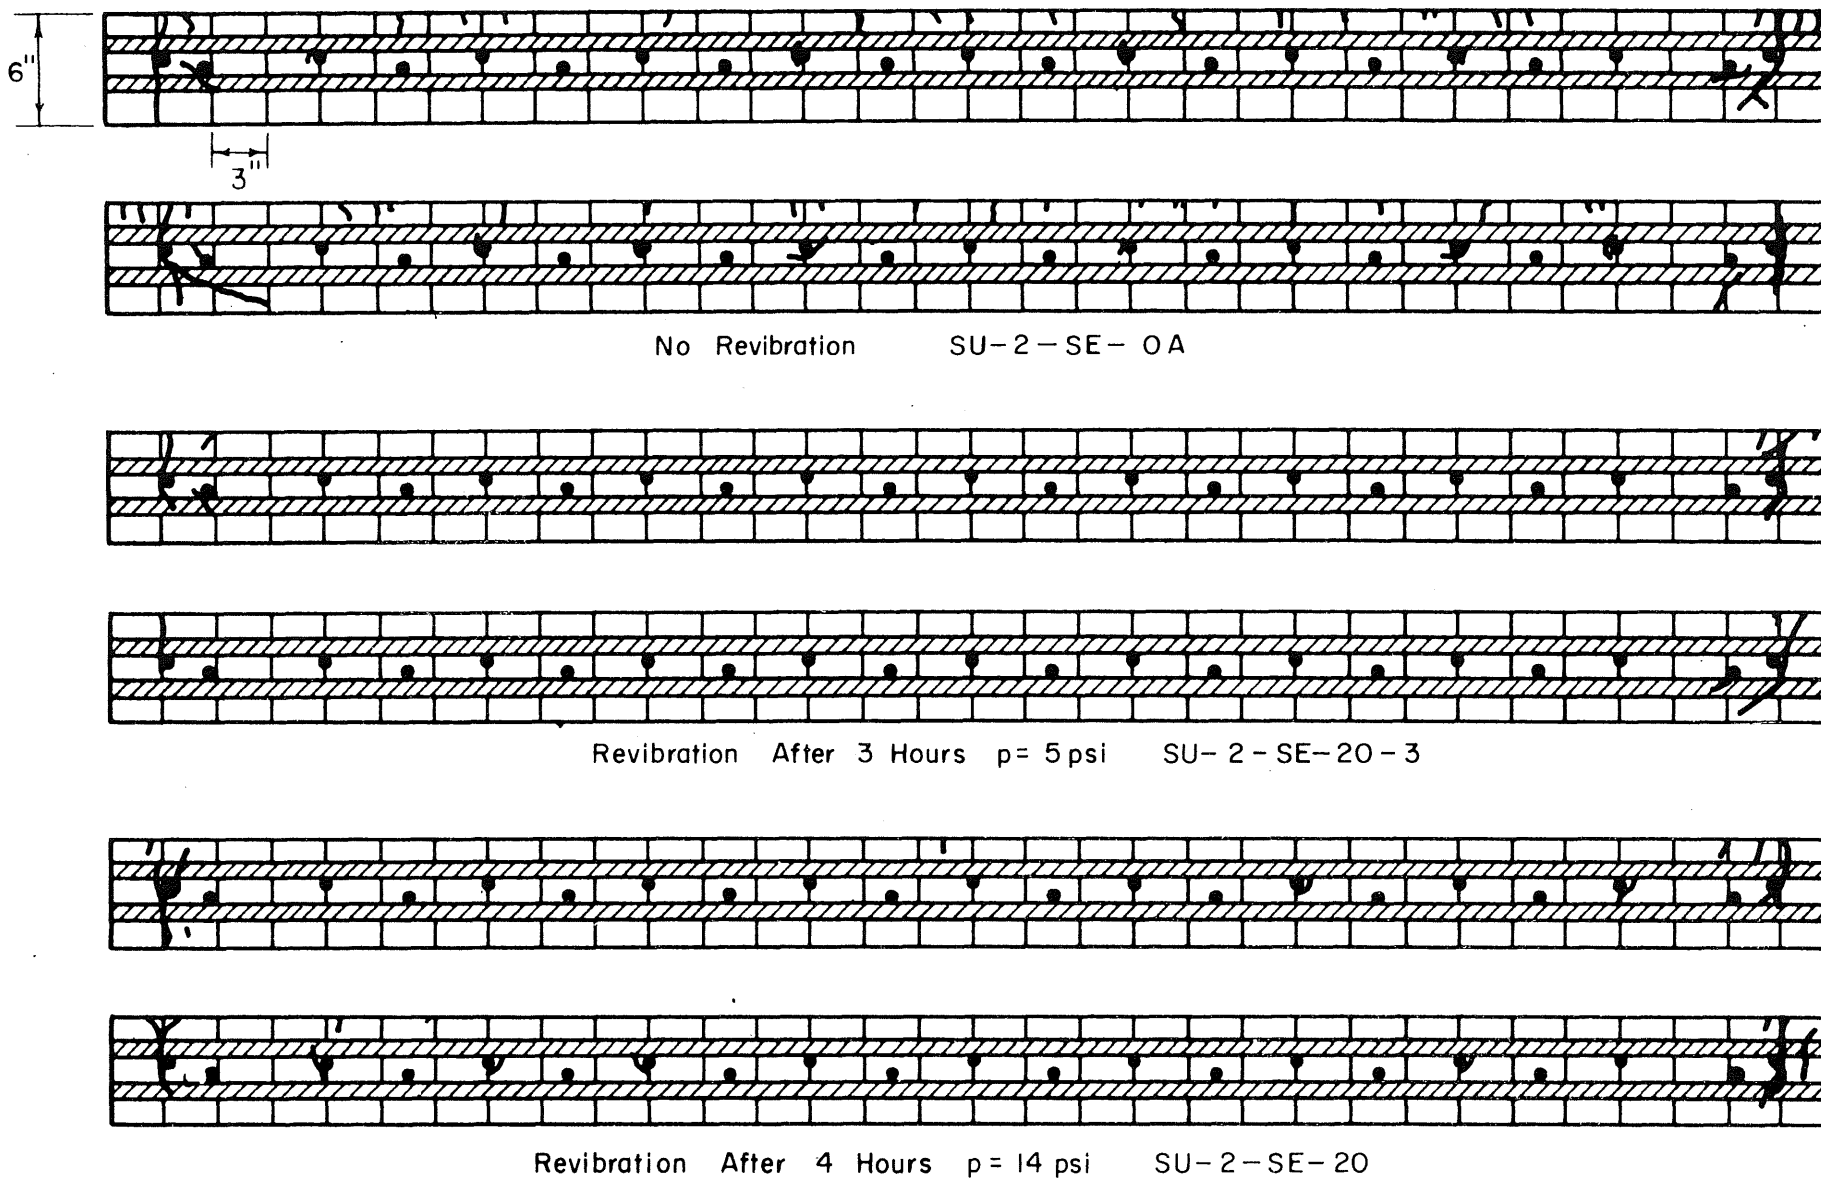 6"
3"
No Revibration SU-2-SE-0A
Revibration After 3 Hours p= 5 psi SU-2-SE-20-3
Revibration After 4 Hours p= 14 psi SU-2-SE-20